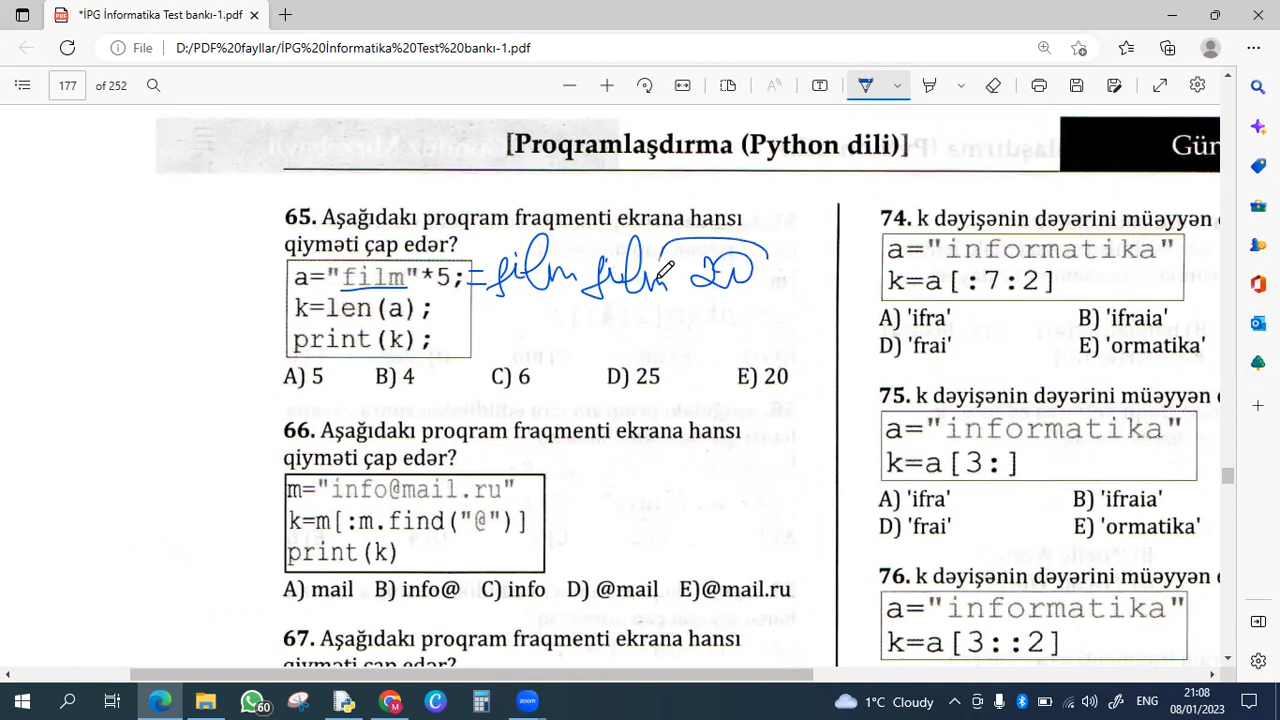 *İPG İnformatika Test bankı-1.pdf
File
D:/PDF%20fayllar/İPG%20İnformatika%20Test%20bankı-1.pdf
177 of 252
[Proqramlaşdırma (Python dili)]
Gün
65. Aşağıdakı proqram fraqmenti ekrana hansı
qiyməti çap edər?
a="film"*5; =film film 20
k=len(a);
print(k);
A) 5 B) 4 C) 6 D) 25 E) 20
66. Aşağıdakı proqram fraqmenti ekrana hansı
qiyməti çap edər?
m="info@mail.ru"
k=m[:m.find("@")]
print(k)
A) mail B) info@ C) info D) @mail E)@mail.ru
67. Aşağıdakı proqram fraqmenti ekrana hansı
qiyməti çap edər?
74. k dəyişənin dəyərini müəyyən
a="informatika"
k=a[:7:2]
A) 'ifra' B) 'ifraia'
D) 'frai' E) 'ormatika'
75. k dəyişənin dəyərini müəyyən
a="informatika"
k=a[3:]
A) 'ifra' B) 'ifraia'
D) 'frai' E) 'ormatika'
76. k dəyişənin dəyərini müəyyən
a="informatika"
k=a[3::2]
60
1°C Cloudy
ENG
21:08
08/01/2023